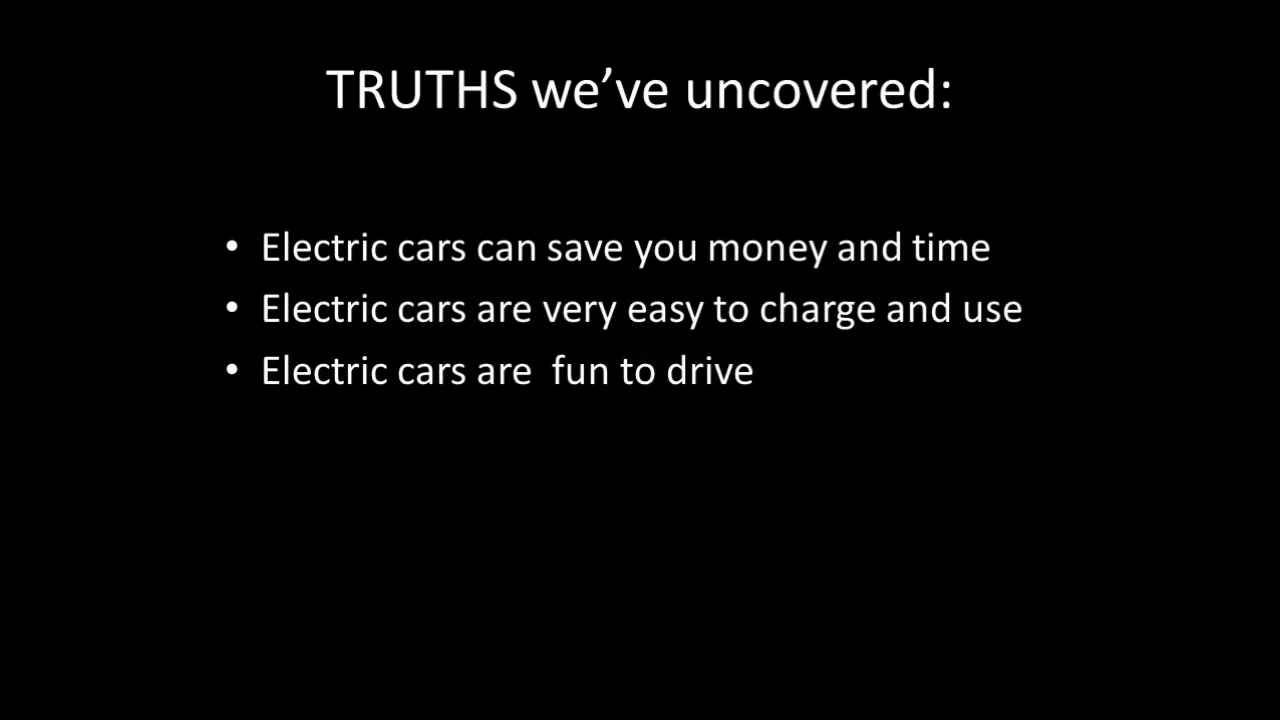 TRUTHS we’ve uncovered:
• Electric cars can save you money and time
• Electric cars are very easy to charge and use
• Electric cars are  fun to drive